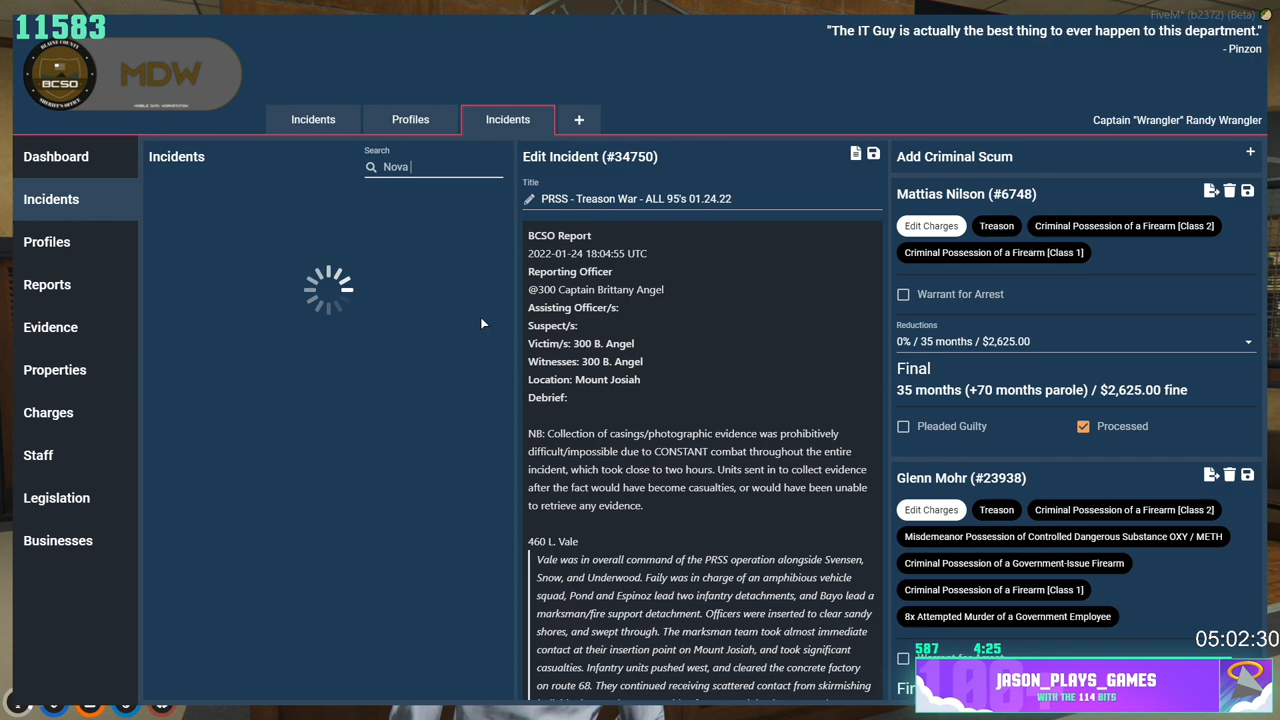 11583
FiveM* (b2372) (Beta)
"The IT Guy is actually the best thing to ever happen to this department."
- Pinzon
BLAINE COUNTY
BCSO
SHERIFF'S OFFICE
MDW
MOBILE DATA WORKSTATION
Incidents
Profiles
Incidents
+
Captain "Wrangler" Randy Wrangler
Dashboard
Incidents
Profiles
Reports
Evidence
Properties
Charges
Staff
Legislation
Businesses
Incidents
Search
Nova
Edit Incident (#34750)
Title
PRSS - Treason War - ALL 95's 01.24.22
BCSO Report
2022-01-24 18:04:55 UTC
Reporting Officer
@300 Captain Brittany Angel
Assisting Officer/s:
Suspect/s:
Victim/s: 300 B. Angel
Witnesses: 300 B. Angel
Location: Mount Josiah
Debrief:
NB: Collection of casings/photographic evidence was prohibitively
difficult/impossible due to CONSTANT combat throughout the entire
incident, which took close to two hours. Units sent in to collect evidence
after the fact would have become casualties, or would have been unable
to retrieve any evidence.
460 L. Vale
Vale was in overall command of the PRSS operation alongside Svensen,
Snow, and Underwood. Faily was in charge of an amphibious vehicle
squad, Pond and Espinoz lead two infantry detachments, and Bayo lead a
marksman/fire support detachment. Officers were inserted to clear sandy
shores, and swept through. The marksman team took almost immediate
contact at their insertion point on Mount Josiah, and took significant
casualties. Infantry units pushed west, and cleared the concrete factory
on route 68. They continued receiving scattered contact from skirmishing
Add Criminal Scum
+
Mattias Nilson (#6748)
Edit Charges
Treason
Criminal Possession of a Firearm [Class 2]
Criminal Possession of a Firearm [Class 1]
Warrant for Arrest
Reductions
0% / 35 months / $2,625.00
Final
35 months (+70 months parole) / $2,625.00 fine
Pleaded Guilty
Processed
Glenn Mohr (#23938)
Edit Charges
Treason
Criminal Possession of a Firearm [Class 2]
Misdemeanor Possession of Controlled Dangerous Substance OXY / METH
Criminal Possession of a Government-Issue Firearm
Criminal Possession of a Firearm [Class 1]
8x Attempted Murder of a Government Employee
05:02:30
587 4:25
JASON_PLAYS_GAMES
WITH THE 114 BITS